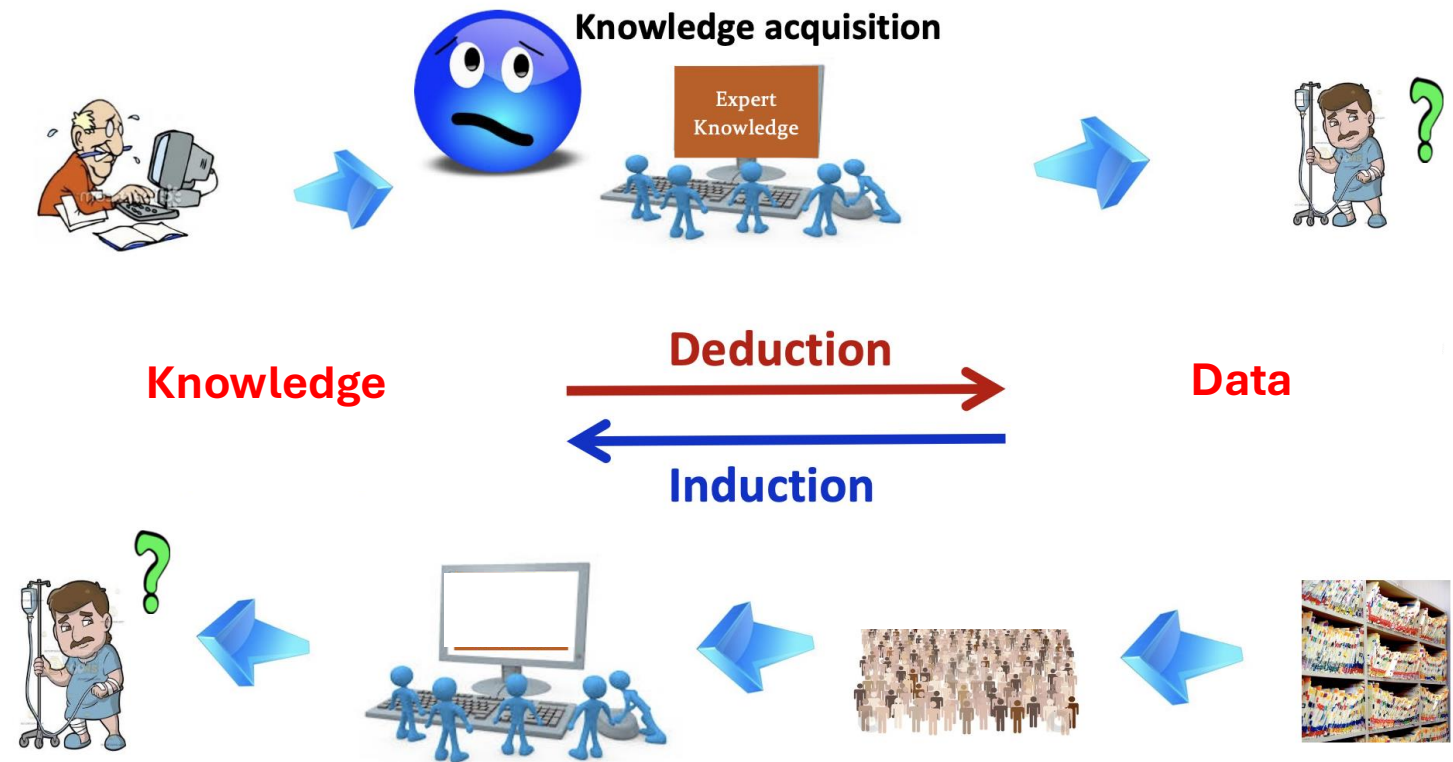 Knowledge acquisition
Expert
Knowledge
?
Deduction
Knowledge
Data
Induction
?